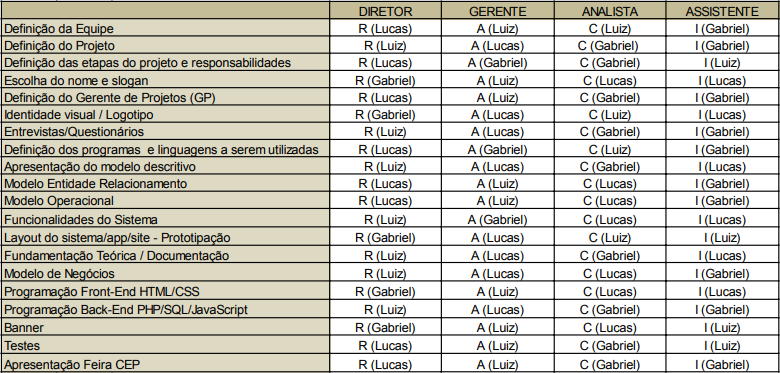 DIRETOR GERENTE ANALISTA ASSISTENTE
Definição da Equipe R (Lucas) A (Luiz) C (Luiz) I (Gabriel)
Definição do Projeto R (Luiz) A (Lucas) C (Gabriel) I (Gabriel)
Definição das etapas do projeto e responsabilidades R (Lucas) A (Gabriel) C (Gabriel) I (Luiz)
Escolha do nome e slogan R (Gabriel) A (Luiz) C (Lucas) I (Lucas)
Definição do Gerente de Projetos (GP) R (Lucas) A (Luiz) C (Gabriel) I (Gabriel)
Identidade visual / Logotipo R (Gabriel) A (Lucas) C (Luiz) I (Gabriel)
Entrevistas/Questionários R (Luiz) A (Lucas) C (Gabriel) I (Gabriel)
Definição dos programas e linguagens a serem utilizadas R (Lucas) A (Gabriel) C (Luiz) I (Gabriel)
Apresentação do modelo descritivo R (Luiz) A (Lucas) C (Gabriel) I (Lucas)
Modelo Entidade Relacionamento R (Lucas) A (Luiz) C (Lucas) I (Gabriel)
Modelo Operacional R (Lucas) A (Luiz) C (Lucas) I (Gabriel)
Funcionalidades do Sistema R (Luiz) A (Gabriel) C (Lucas) I (Lucas)
Layout do sistema/app/site - Prototipação R (Gabriel) A (Lucas) C (Luiz) I (Luiz)
Fundamentação Teórica / Documentação R (Luiz) A (Lucas) C (Gabriel) I (Lucas)
Modelo de Negócios R (Luiz) A (Lucas) C (Lucas) I (Gabriel)
Programação Front-End HTML/CSS R (Gabriel) A (Luiz) C (Lucas) I (Lucas)
Programação Back-End PHP/SQL/JavaScript R (Luiz) A (Lucas) C (Gabriel) I (Gabriel)
Banner R (Gabriel) A (Luiz) C (Lucas) I (Luiz)
Testes R (Lucas) A (Luiz) C (Gabriel) I (Luiz)
Apresentação Feira CEP R (Lucas) A (Luiz) C (Gabriel) I (Gabriel)